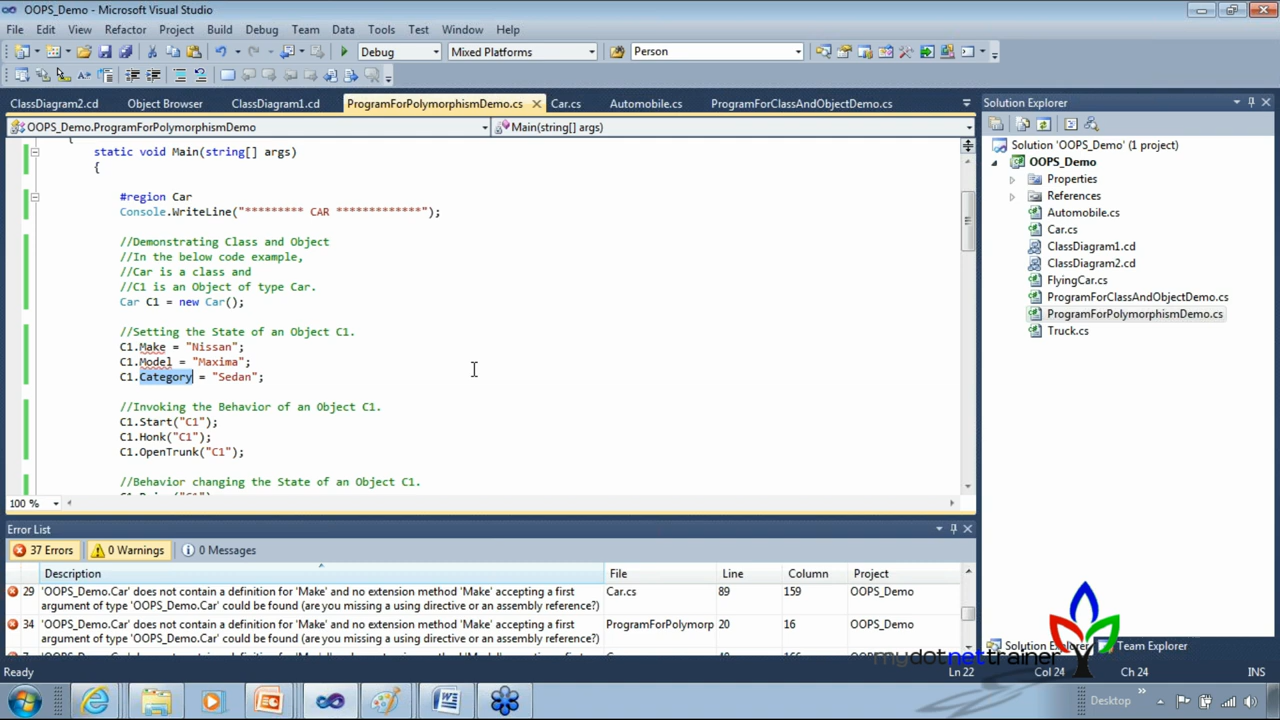 OOPS_Demo - Microsoft Visual Studio
File Edit View Refactor Project Build Debug Team Data Tools Test Window Help
Debug Mixed Platforms Person
ClassDiagram2.cd Object Browser ClassDiagram1.cd ProgramForPolymorphismDemo.cs Car.cs Automobile.cs ProgramForClassAndObjectDemo.cs
OOPS_Demo.ProgramForPolymorphismDemo Main(string[] args)
{
static void Main(string[] args)
{
#region Car
Console.WriteLine("********* CAR *************");
//Demonstrating Class and Object
//In the below code example,
//Car is a class and
//C1 is an Object of type Car.
Car C1 = new Car();
//Setting the State of an Object C1.
C1.Make = "Nissan";
C1.Model = "Maxima";
C1.Category = "Sedan";
//Invoking the Behavior of an Object C1.
C1.Start("C1");
C1.Honk("C1");
C1.OpenTrunk("C1");
//Behavior changing the State of an Object C1.
100 %
Solution Explorer
Solution 'OOPS_Demo' (1 project)
OOPS_Demo
Properties
References
Automobile.cs
Car.cs
ClassDiagram1.cd
ClassDiagram2.cd
FlyingCar.cs
ProgramForClassAndObjectDemo.cs
ProgramForPolymorphismDemo.cs
Truck.cs
Error List
37 Errors 0 Warnings 0 Messages
Description File Line Column Project
29 'OOPS_Demo.Car' does not contain a definition for 'Make' and no extension method 'Make' accepting a first Car.cs 89 159 OOPS_Demo
argument of type 'OOPS_Demo.Car' could be found (are you missing a using directive or an assembly reference?)
34 'OOPS_Demo.Car' does not contain a definition for 'Make' and no extension method 'Make' accepting a first ProgramForPolymorp 20 16 OOPS_Demo
argument of type 'OOPS_Demo.Car' could be found (are you missing a using directive or an assembly reference?)
Solution Explorer Team Explorer
mydotnettrainer
Ready Ln 22 Col 24 Ch 24 INS
Desktop